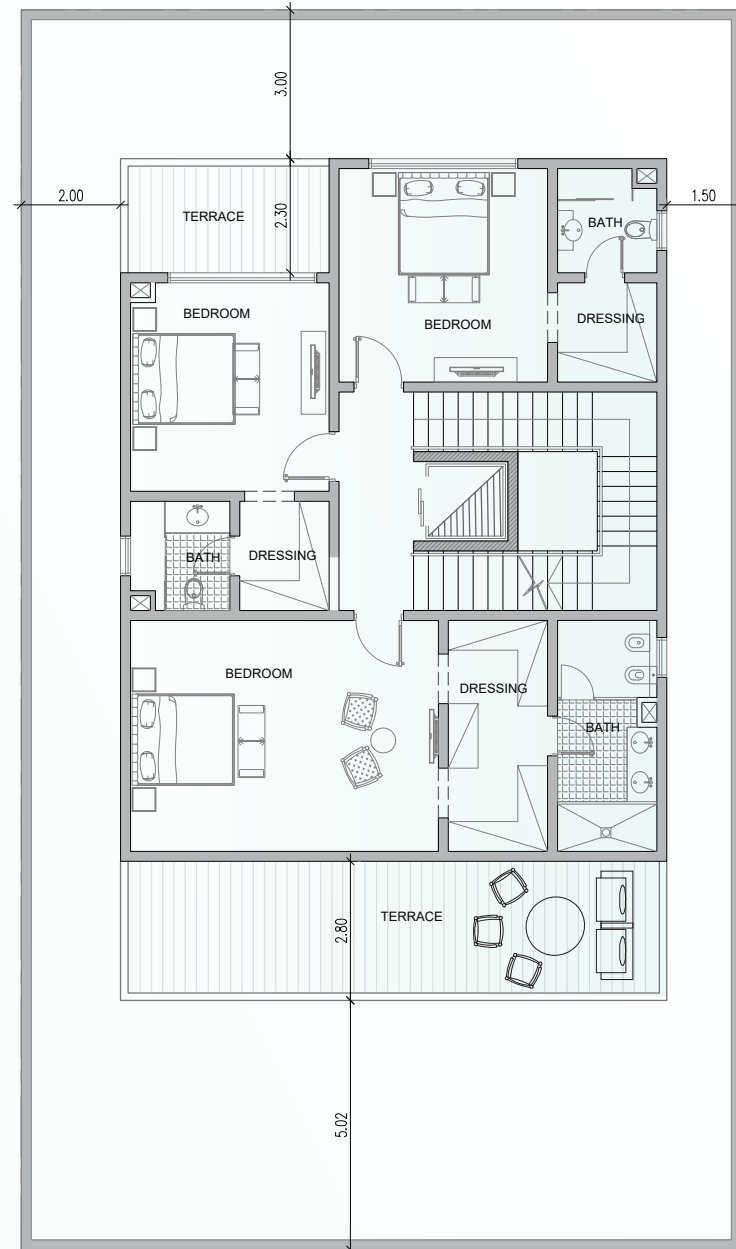 3.00
2.00
1.50
TERRACE
2.30
BATH
BEDROOM
BEDROOM
DRESSING
BATH
DRESSING
BEDROOM
DRESSING
BATH
TERRACE
2.80
5.02